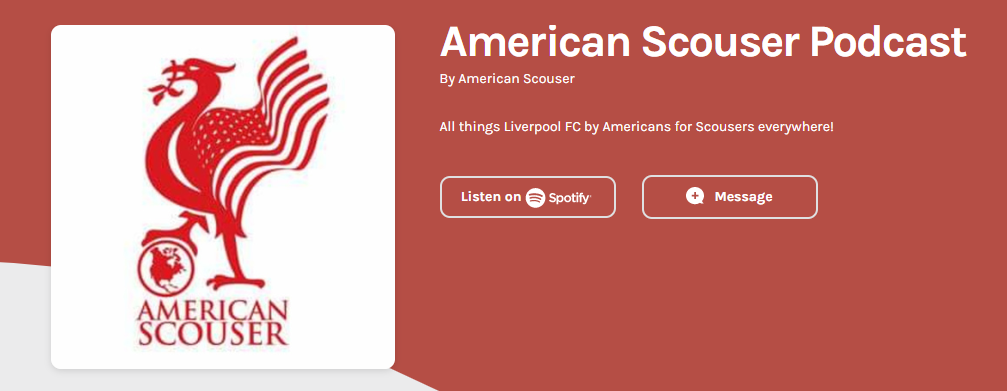 American Scouser Podcast
By American Scouser
All things Liverpool FC by Americans for Scousers everywhere!
Listen on Spotify
Message
AMERICAN
SCOUSER